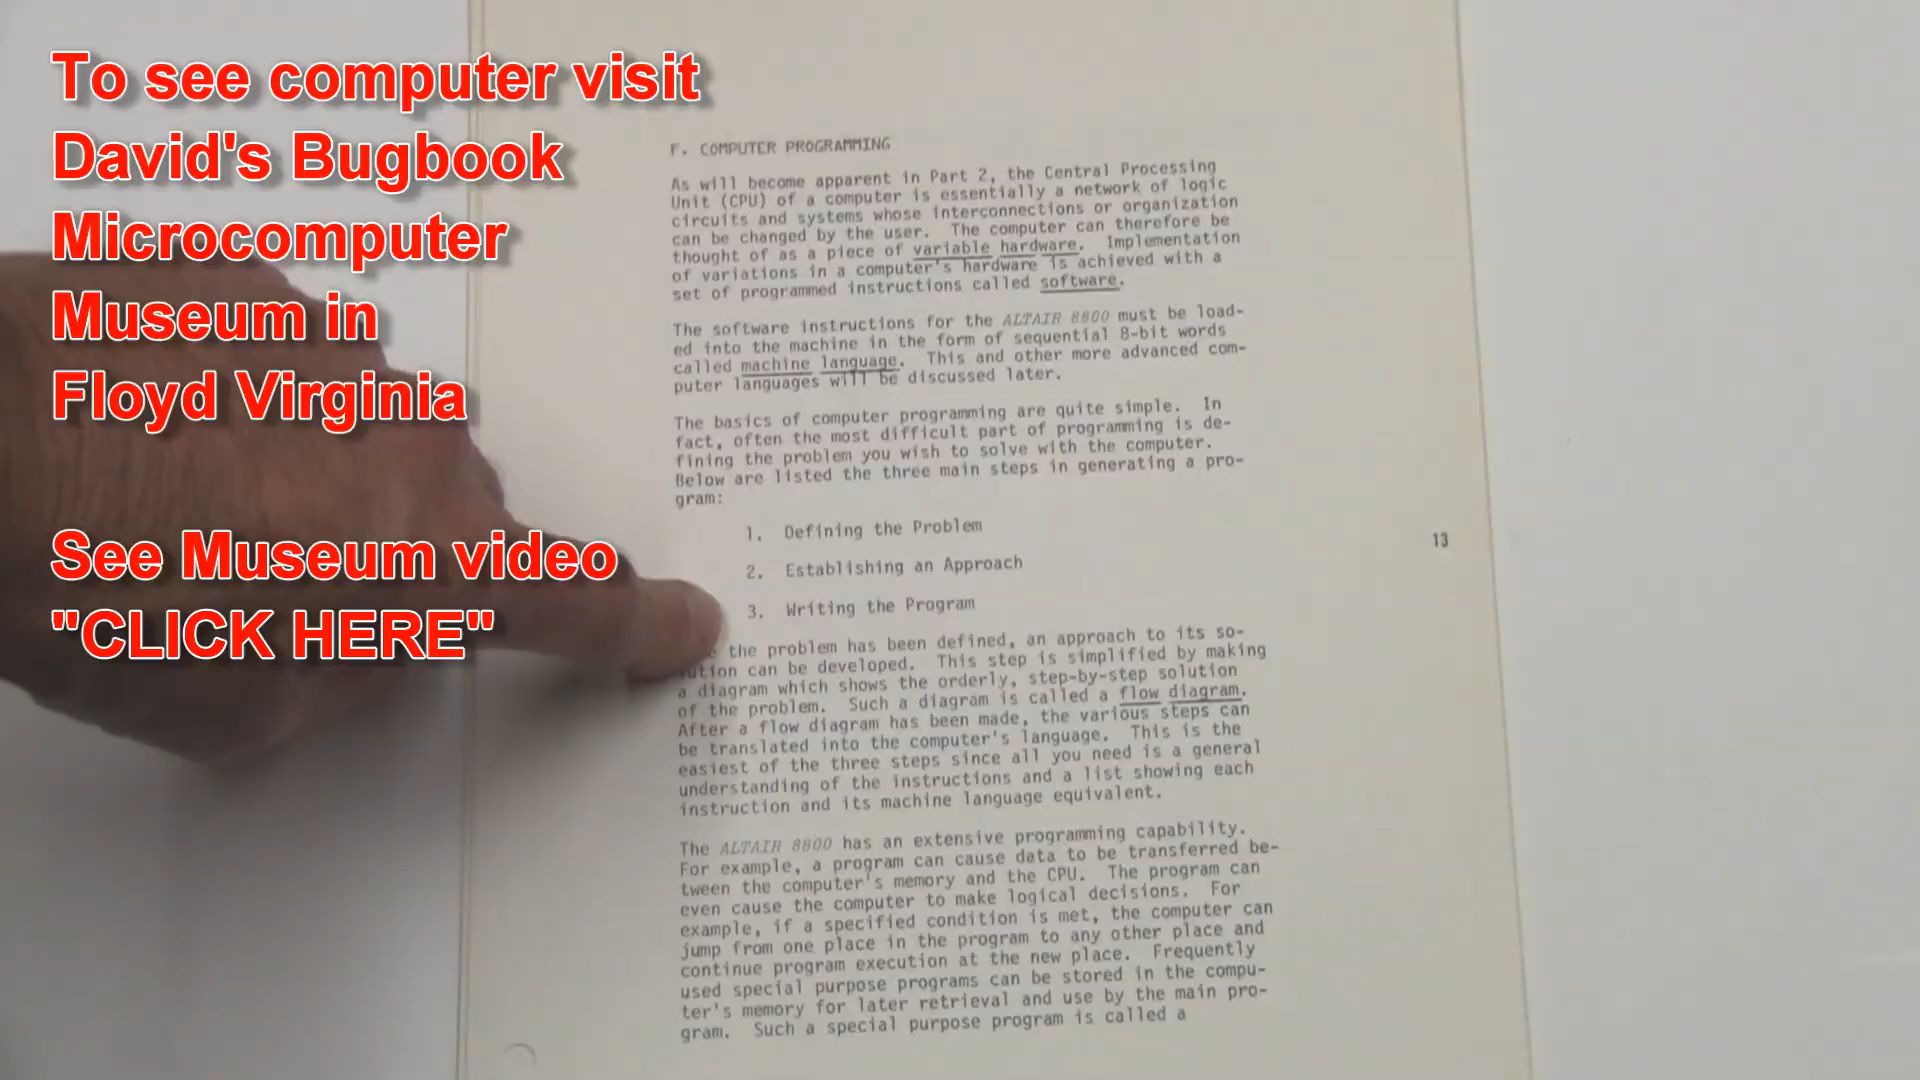 To see computer visit
David's Bugbook
Microcomputer
Museum in
Floyd Virginia
See Museum video
"CLICK HERE"
F. COMPUTER PROGRAMMING
As will become apparent in Part 2, the Central Processing
Unit (CPU) of a computer is essentially a network of logic
circuits and systems whose interconnections or organization
can be changed by the user. The computer can therefore be
thought of as a piece of variable hardware. Implementation
of variations in a computer's hardware is achieved with a
set of programmed instructions called software.
The software instructions for the ALTAIR 8800 must be load-
ed into the machine in the form of sequential 8-bit words
called machine language. This and other more advanced com-
puter languages will be discussed later.
The basics of computer programming are quite simple. In
fact, often the most difficult part of programming is de-
fining the problem you wish to solve with the computer.
Below are listed the three main steps in generating a pro-
gram:
1. Defining the Problem
2. Establishing an Approach
3. Writing the Program
13
the problem has been defined, an approach to its so-
lution can be developed. This step is simplified by making
a diagram which shows the orderly, step-by-step solution
of the problem. Such a diagram is called a flow diagram.
After a flow diagram has been made, the various steps can
be translated into the computer's language. This is the
easiest of the three steps since all you need is a general
understanding of the instructions and a list showing each
instruction and its machine language equivalent.
The ALTAIR 8800 has an extensive programming capability.
For example, a program can cause data to be transferred be-
tween the computer's memory and the CPU. The program can
even cause the computer to make logical decisions. For
example, if a specified condition is met, the computer can
jump from one place in the program to any other place and
continue program execution at the new place. Frequently
used special purpose programs can be stored in the compu-
ter's memory for later retrieval and use by the main pro-
gram. Such a special purpose program is called a